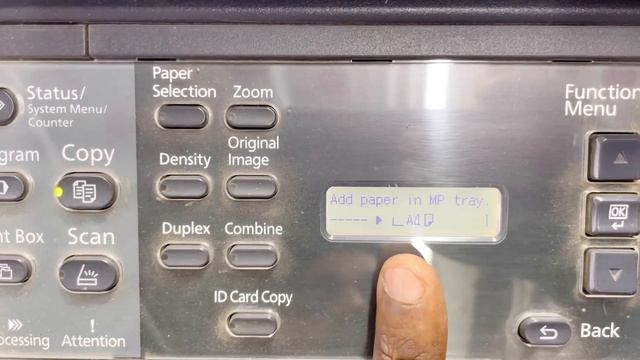 Status/
System Menu/
Counter
Paper
Selection
Zoom
Function
Menu
gram
Copy
Density
Original
Image
Add paper in MP tray.
OK
nt Box
Scan
Duplex
Combine
ID Card Copy
Back
ocessing
!
Attention